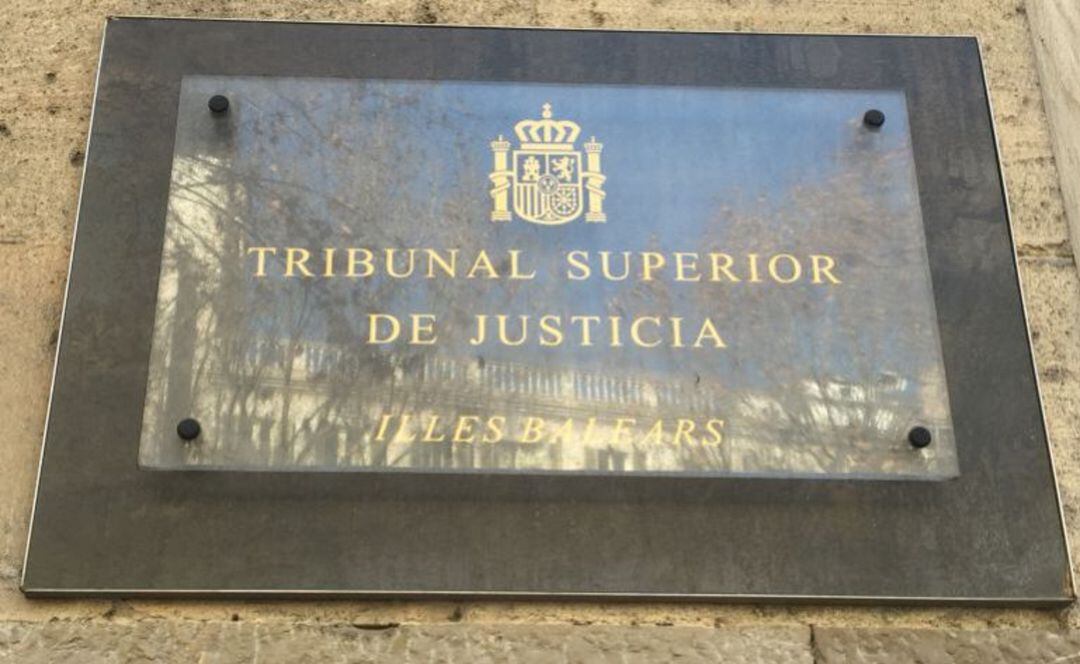 TRIBUNAL SUPERIOR
DE JUSTICIA
ILLES BALEARS